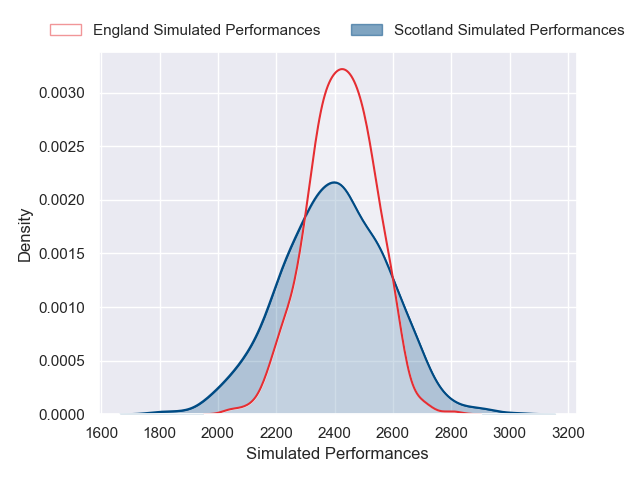 England Simulated Performances Scotland Simulated Performances
0.0030
0.0025
0.0020
0.0015
0.0010
0.0005
0.0000
Density
1600 1800 2000 2200 2400 2600 2800 3000 3200
Simulated Performances